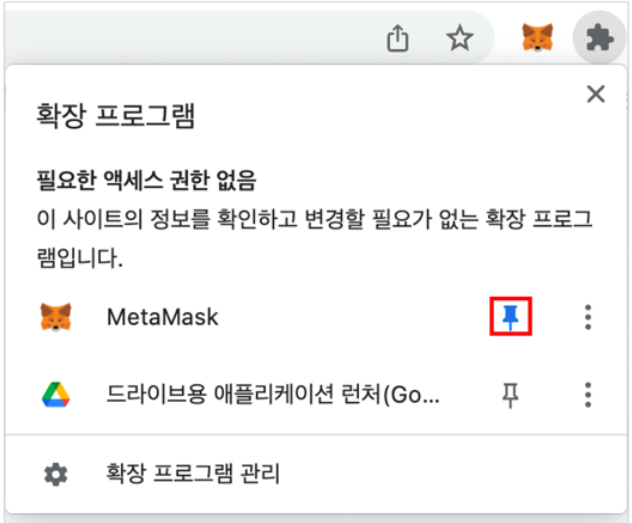 확장 프로그램
필요한 액세스 권한 없음
이 사이트의 정보를 확인하고 변경할 필요가 없는 확장 프로그
램입니다.
MetaMask
드라이브용 애플리케이션 런처(Go...
확장 프로그램 관리